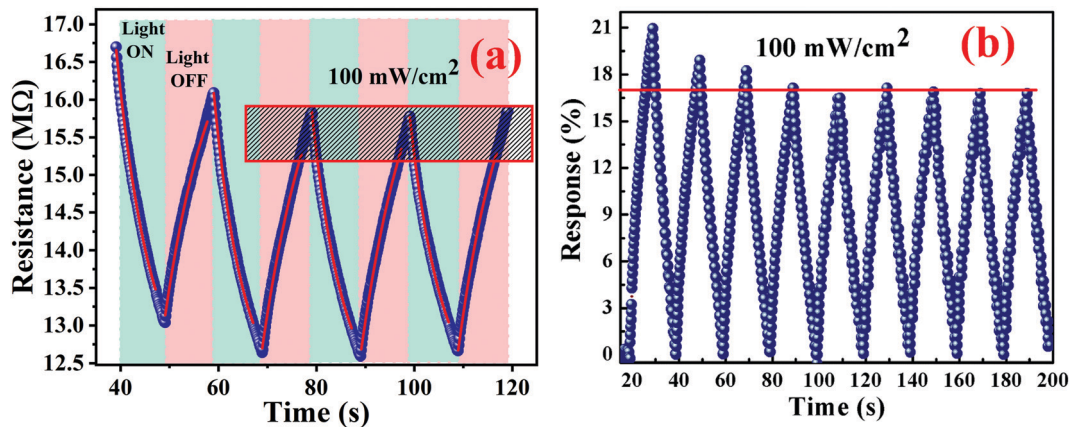 (a)
Light
ON
Light
OFF
100 mW/cm²
Resistance (MΩ)
17.0
16.5
16.0
15.5
15.0
14.5
14.0
13.5
13.0
12.5
40 60 80 100 120
Time (s)
(b)
100 mW/cm²
Response (%)
21
18
15
12
9
6
3
0
20 40 60 80 100 120 140 160 180 200
Time (s)